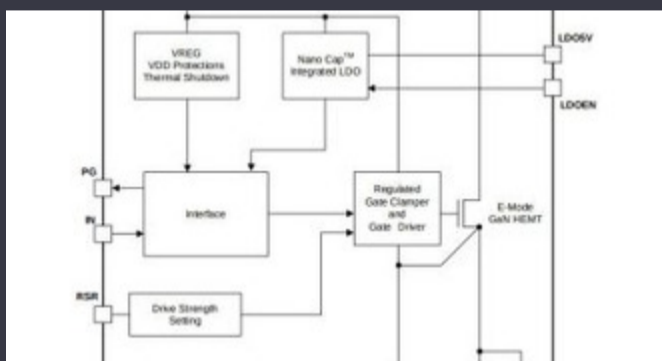 LDO5V
VREG
VDD Protections
Thermal Shutdown
Nano Cap™
Integrated LDO
LDOEN
PG
Interface
Regulated
Gate Clamper
and
Gate Driver
E-Mode
GaN HEMT
IN
RSR
Drive Strength
Setting